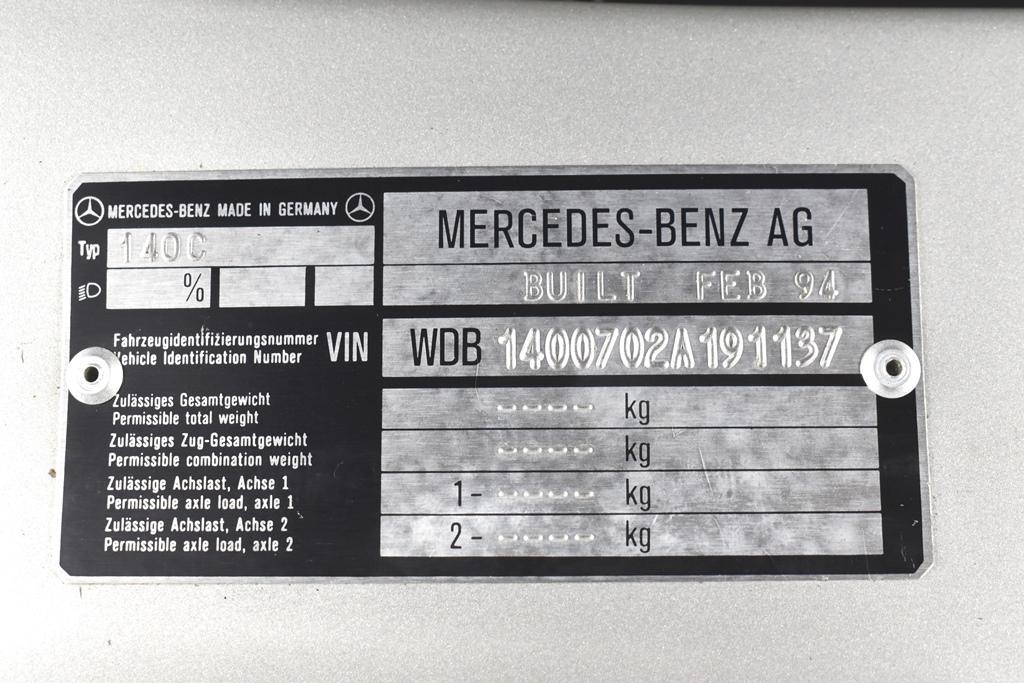 MERCEDES-BENZ MADE IN GERMANY
Typ 140C
%
MERCEDES-BENZ AG
BUILT FEB 94
Fahrzeugidentifizierungsnummer
Vehicle Identification Number
VIN
WDB 1400702A191137
Zulässiges Gesamtgewicht
Permissible total weight
---- kg
Zulässiges Zug-Gesamtgewicht
Permissible combination weight
---- kg
Zulässige Achslast, Achse 1
Permissible axle load, axle 1
1- ---- kg
Zulässige Achslast, Achse 2
Permissible axle load, axle 2
2- ---- kg